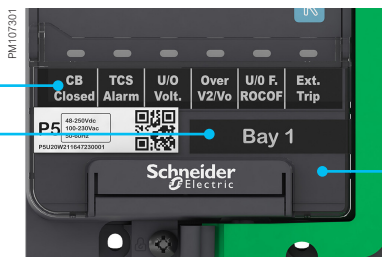 PM107301
CB Closed
TCS Alarm
U/O Volt.
Over V2/Vo
U/O F. ROCOF
Ext. Trip
P5
48-250Vdc
100-230Vac
50-60Hz
P5U20W211647230001
Bay 1
Schneider
Electric